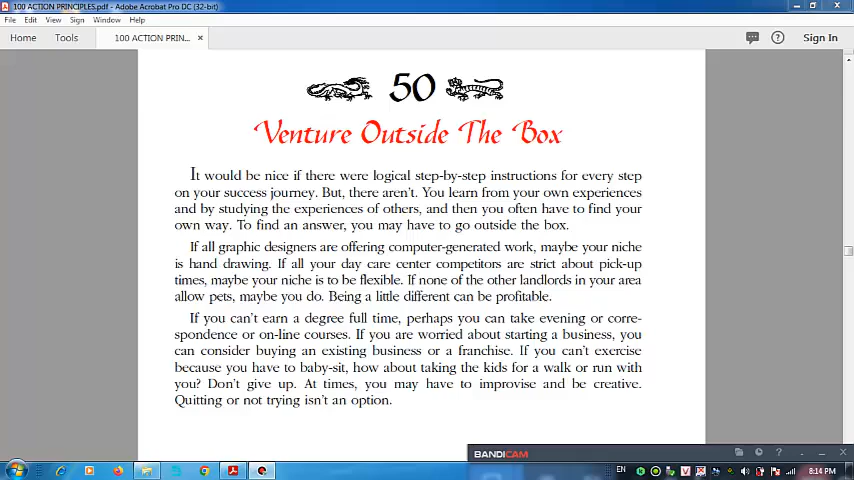 100 ACTION PRINCIPLES.pdf - Adobe Acrobat Pro DC (32-bit)
File Edit View Sign Window Help
Home Tools 100 ACTION PRIN... × Sign In
50
Venture Outside The Box
It would be nice if there were logical step-by-step instructions for every step
on your success journey. But, there aren't. You learn from your own experiences
and by studying the experiences of others, and then you often have to find your
own way. To find an answer, you may have to go outside the box.
If all graphic designers are offering computer-generated work, maybe your niche
is hand drawing. If all your day care center competitors are strict about pick-up
times, maybe your niche is to be flexible. If none of the other landlords in your area
allow pets, maybe you do. Being a little different can be profitable.
If you can't earn a degree full time, perhaps you can take evening or corre-
spondence or on-line courses. If you are worried about starting a business, you
can consider buying an existing business or a franchise. If you can't exercise
because you have to baby-sit, how about taking the kids for a walk or run with
you? Don't give up. At times, you may have to improvise and be creative.
Quitting or not trying isn't an option.
BANDICAM
EN 8:14 PM